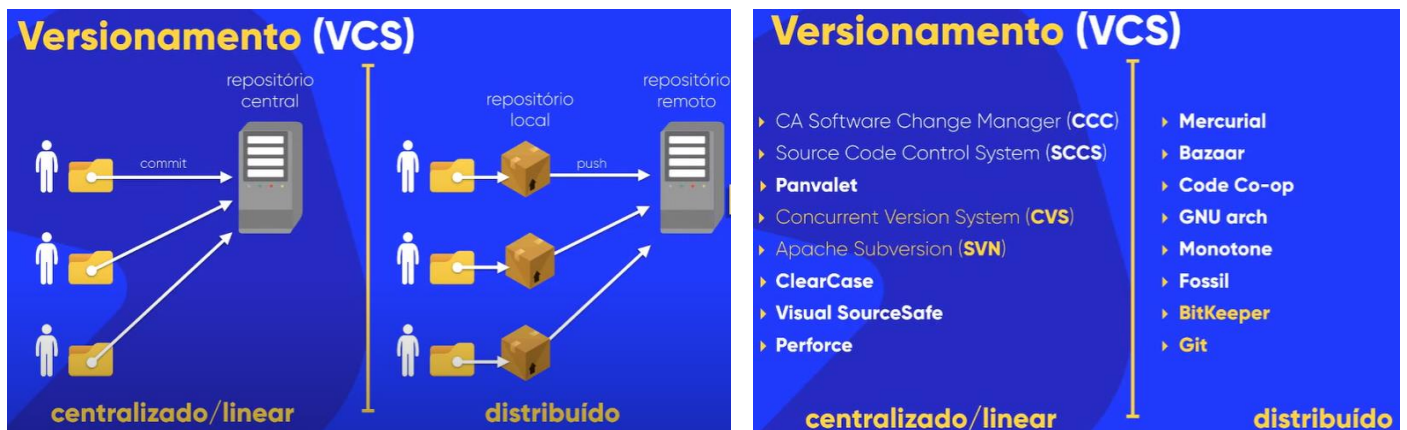 Versionamento (VCS)
repositório
central
commit
centralizado/linear
repositório
local
push
repositório
remoto
distribuído
Versionamento (VCS)
CA Software Change Manager (CCC)
Source Code Control System (SCCS)
Panvalet
Concurrent Version System (CVS)
Apache Subversion (SVN)
ClearCase
Visual SourceSafe
Perforce
centralizado/linear
Mercurial
Bazaar
Code Co-op
GNU arch
Monotone
Fossil
BitKeeper
Git
distribuído